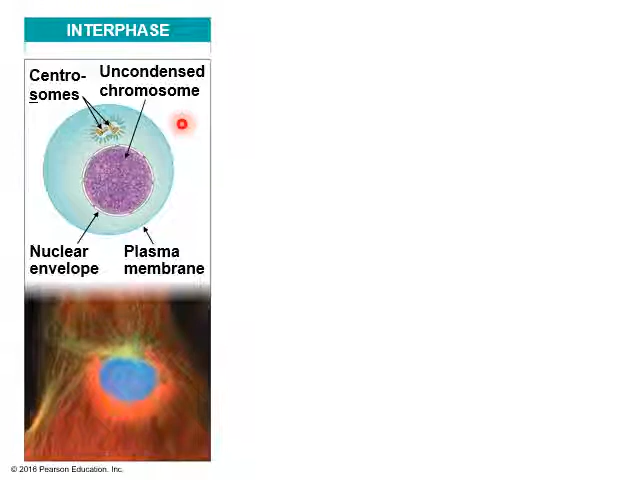 INTERPHASE
Centro-
somes
Uncondensed
chromosome
Nuclear
envelope
Plasma
membrane
© 2016 Pearson Education, Inc.